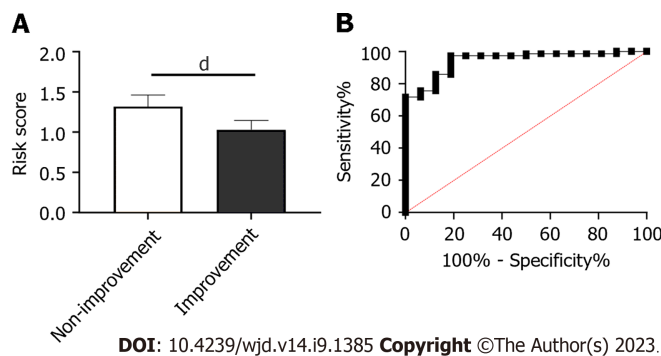 A
Risk score
2.0
1.5
1.0
0.5
0.0
d
Non-improvement
Improvement
B
Sensitivity%
100
80
60
40
20
0
0 20 40 60 80 100
100% - Specificity%
DOI: 10.4239/wjd.v14.i9.1385 Copyright ©The Author(s) 2023.